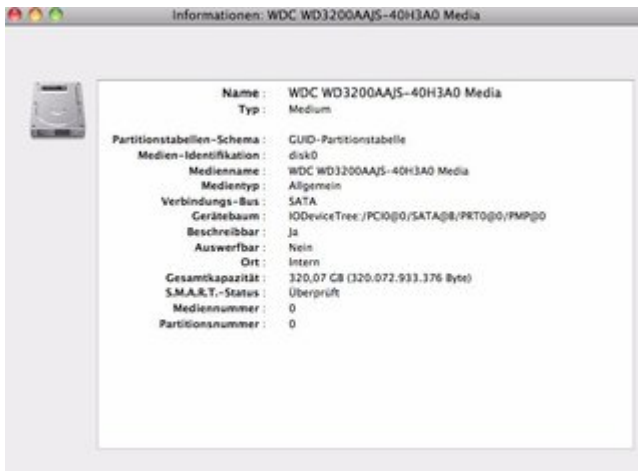 Informationen: WDC WD3200AAJS-40H3A0 Media
Name: WDC WD3200AAJS-40H3A0 Media
Typ: Medium
Partitionstabellen-Schema: GUID-Partitionstabelle
Medien-Identifikation: disk0
Medienname: WDC WD3200AAJS-40H3A0 Media
Medientyp: Allgemein
Verbindungs-Bus: SATA
Gerätebaum: IODeviceTree:/PCI0@0/SATA@B/PRT0@0/PMP@0
Beschreibbar: Ja
Auswerfbar: Nein
Ort: Intern
Gesamtkapazität: 320,07 GB (320.072.933.376 Byte)
S.M.A.R.T.-Status: Überprüft
Mediennummer: 0
Partitionsnummer: 0